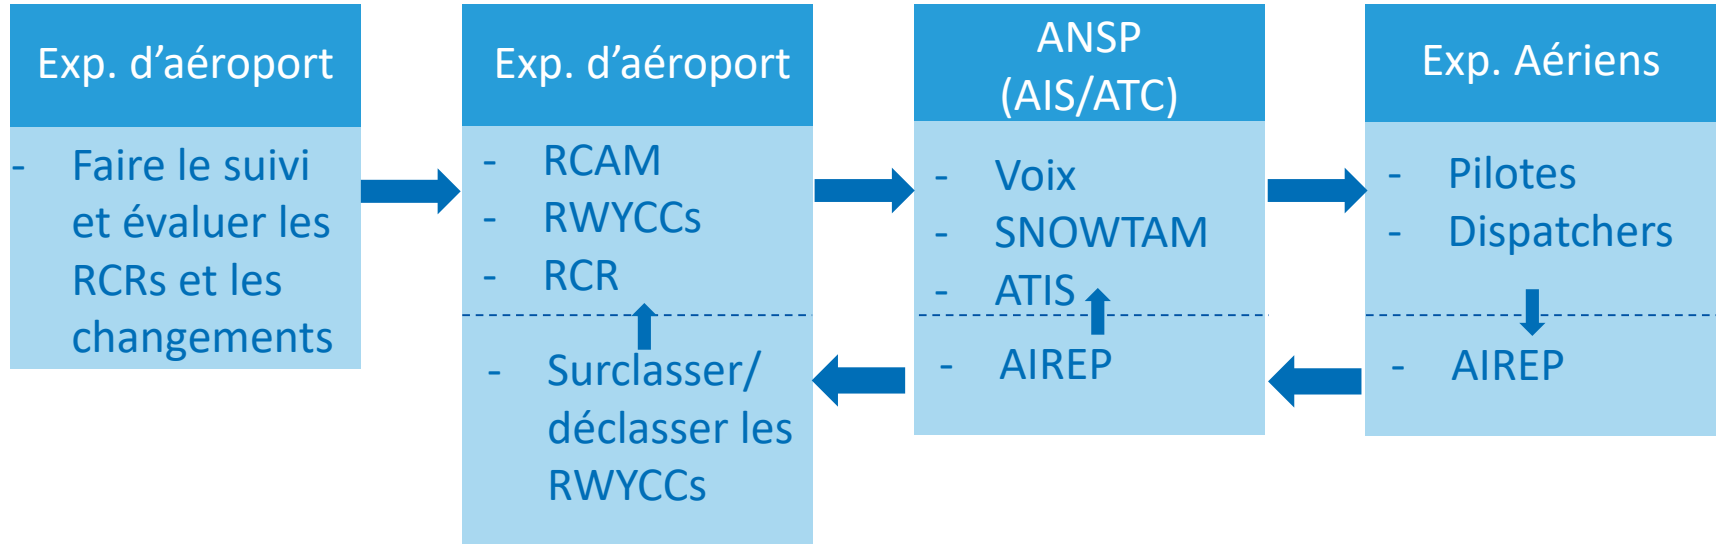 Exp. d’aéroport
- Faire le suivi
et évaluer les
RCRs et les
changements
Exp. d’aéroport
- RCAM
- RWYCCs
- RCR
- Surclasser/
déclasser les
RWYCCs
ANSP
(AIS/ATC)
- Voix
- SNOWTAM
- ATIS
- AIREP
Exp. Aériens
- Pilotes
- Dispatchers
- AIREP